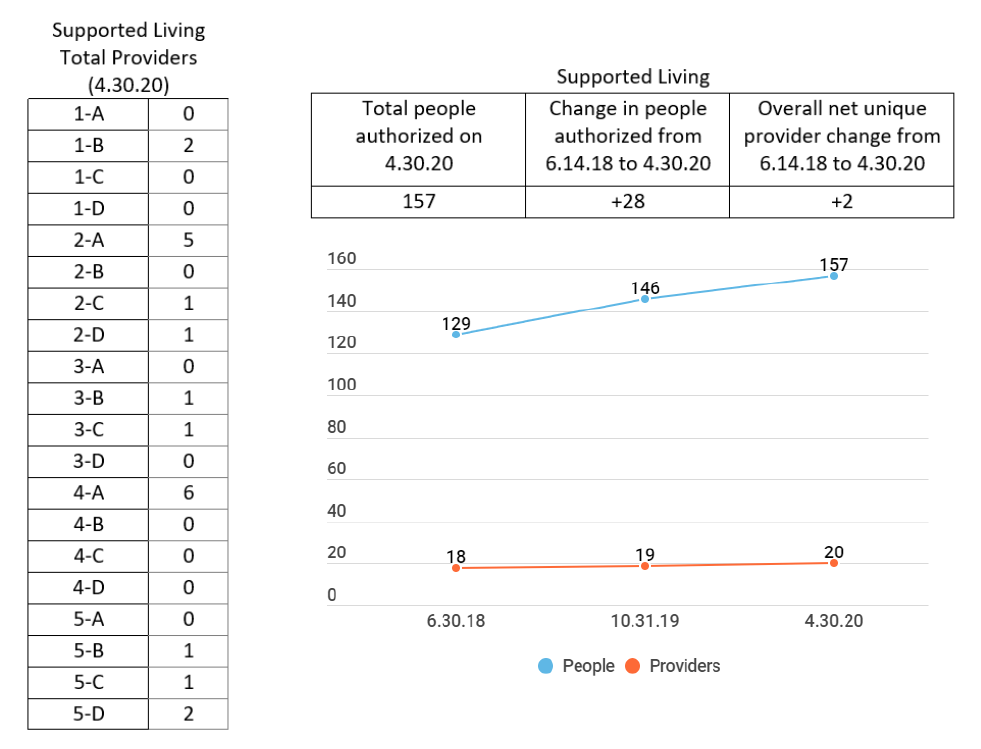 Supported Living
Total Providers
(4.30.20)
1-A 0
1-B 2
1-C 0
1-D 0
2-A 5
2-B 0
2-C 1
2-D 1
3-A 0
3-B 1
3-C 1
3-D 0
4-A 6
4-B 0
4-C 0
4-D 0
5-A 0
5-B 1
5-C 1
5-D 2
Supported Living
Total people authorized on 4.30.20
Change in people authorized from 6.14.18 to 4.30.20
Overall net unique provider change from 6.14.18 to 4.30.20
157 +28 +2
160
157
146
140
129
120
100
80
60
40
20
18 19 20
0
6.30.18 10.31.19 4.30.20
People Providers